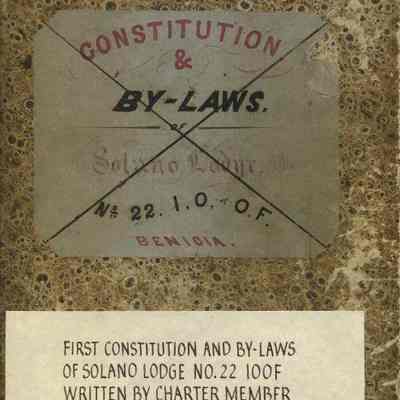 CONSTITUTION
&
BY-LAWS.
OF
Solano Lodge,
No 22. I.O.O.F.
BENICIA.
FIRST CONSTITUTION AND BY-LAWS
OF SOLANO LODGE NO. 22 IOOF
WRITTEN BY CHARTER MEMBER